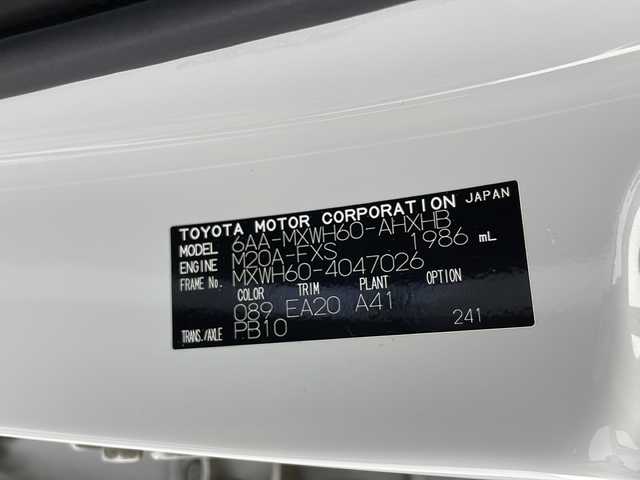 TOYOTA MOTOR CORPORATION JAPAN
MODEL 6AA-MXWH60-AHXHB
ENGINE M20A-FXS 1986 mL
FRAME No. MXWH60-4047026
COLOR TRIM PLANT OPTION
089 EA20 A41
TRANS./AXLE PB10 241